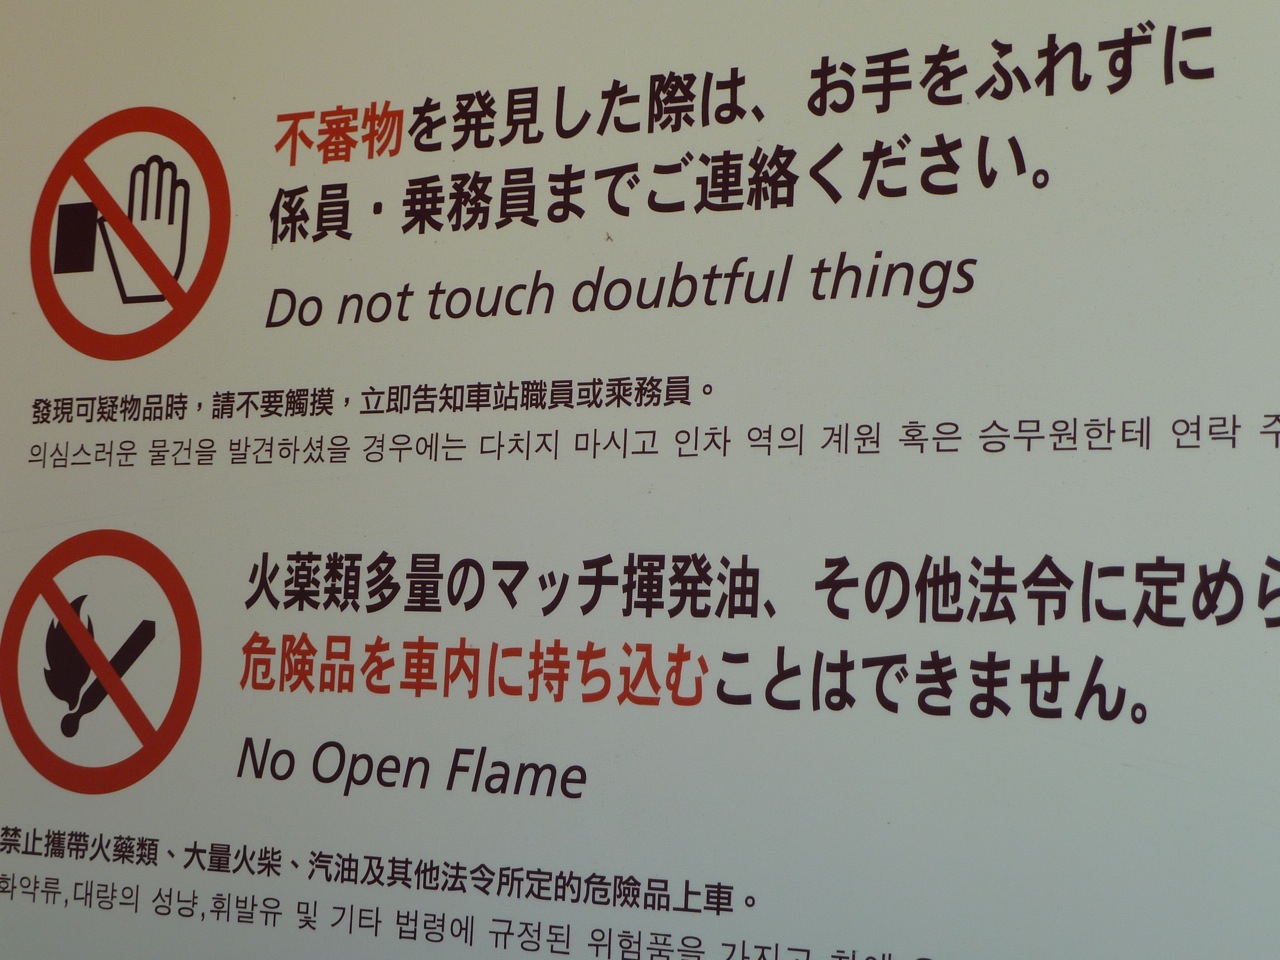 不審物を発見した際は、お手をふれずに
係員・乗務員までご連絡ください。
Do not touch doubtful things
發現可疑物品時，請不要觸摸，立即告知車站職員或乘務員。
의심스러운 물건을 발견하셨을 경우에는 다치지 마시고 인차 역의 계원 혹은 승무원한테 연락 주
火薬類多量のマッチ揮発油、その他法令に定めら
危険品を車内に持ち込むことはできません。
No Open Flame
禁止攜帶火藥類、大量火柴、汽油及其他法令所定的危險品上車。
화약류,대량의 성냥,휘발유 및 기타 법령에 규정된 위험품을 가지고